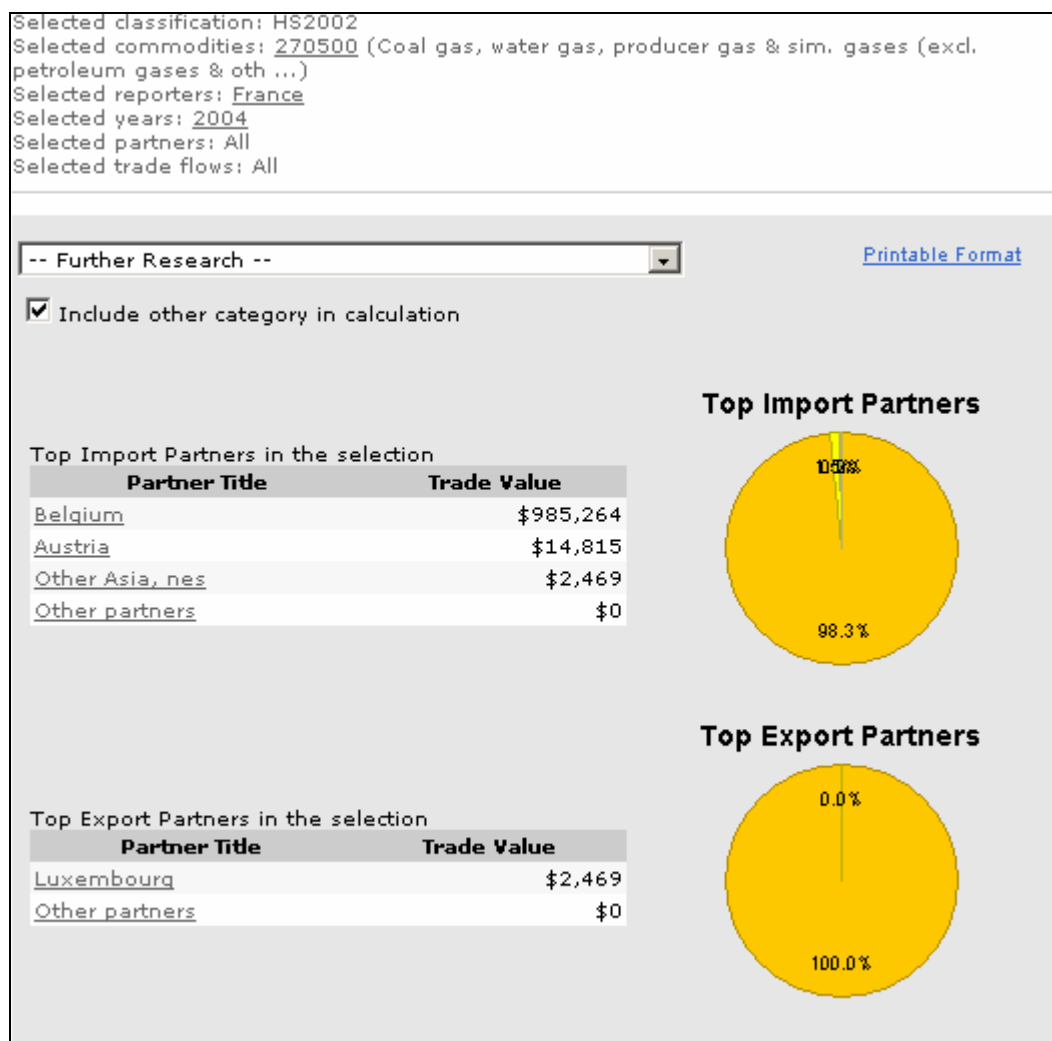 Selected classification: HS2002
Selected commodities: 270500 (Coal gas, water gas, producer gas & sim. gases (excl.
petroleum gases & oth ...)
Selected reporters: France
Selected years: 2004
Selected partners: All
Selected trade flows: All
-- Further Research --
Printable Format
Include other category in calculation
Top Import Partners
Top Import Partners in the selection
Partner Title Trade Value
Belgium $985,264
Austria $14,815
Other Asia, nes $2,469
Other partners $0
98.3%
Top Export Partners
0.0%
Top Export Partners in the selection
Partner Title Trade Value
Luxembourg $2,469
Other partners $0
100.0%